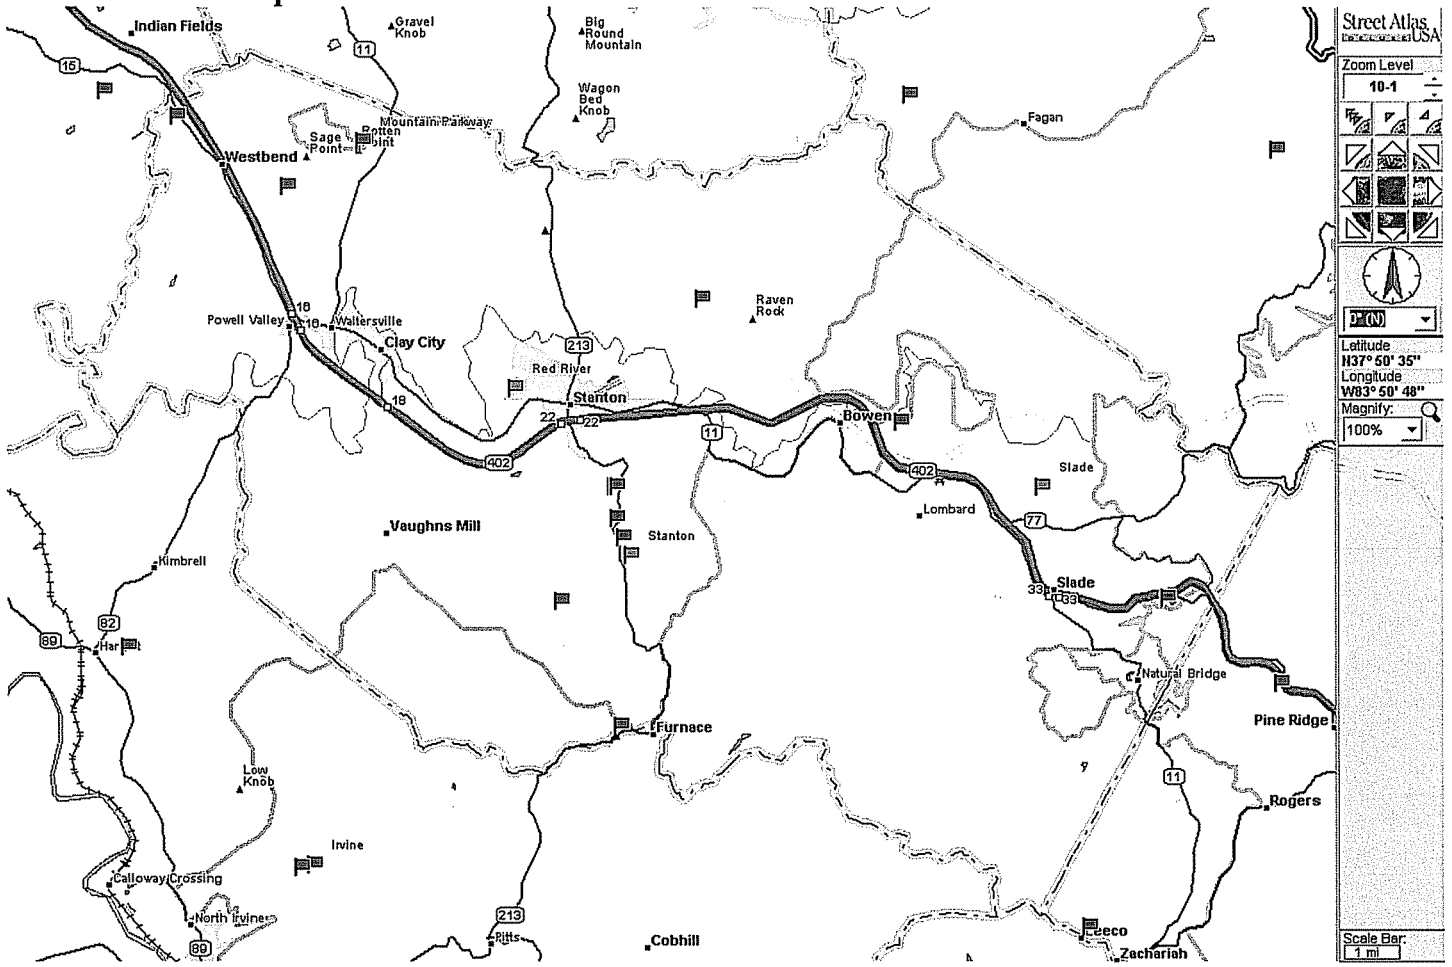 Indian Fields
15
Gravel
Knob
11
Big
Round
Mountain
Wagon
Bed
Knob
Mountain Parkway
Sage
Point
Rotten
Point
Fagan
Westbend
Powell Valley
16
16
Waltersville
Clay City
Raven
Rock
213
Red River
Stanton
19
22
22
Bowen
11
402
402
Slade
Lombard
77
Vaughns Mill
Stanton
Kimbrell
33
33
Slade
82
89
Natural Bridge
Pine Ridge
Furnace
11
Low
Knob
Rogers
Irvine
Calloway Crossing
North Irvine
89
213
Pitts
Cobhill
Zachariah
Street Atlas
USA
Zoom Level
10-1
0° (N)
Latitude
N37° 50' 35"
Longitude
W83° 50' 48"
Magnify:
100%
Scale Bar:
1 mi